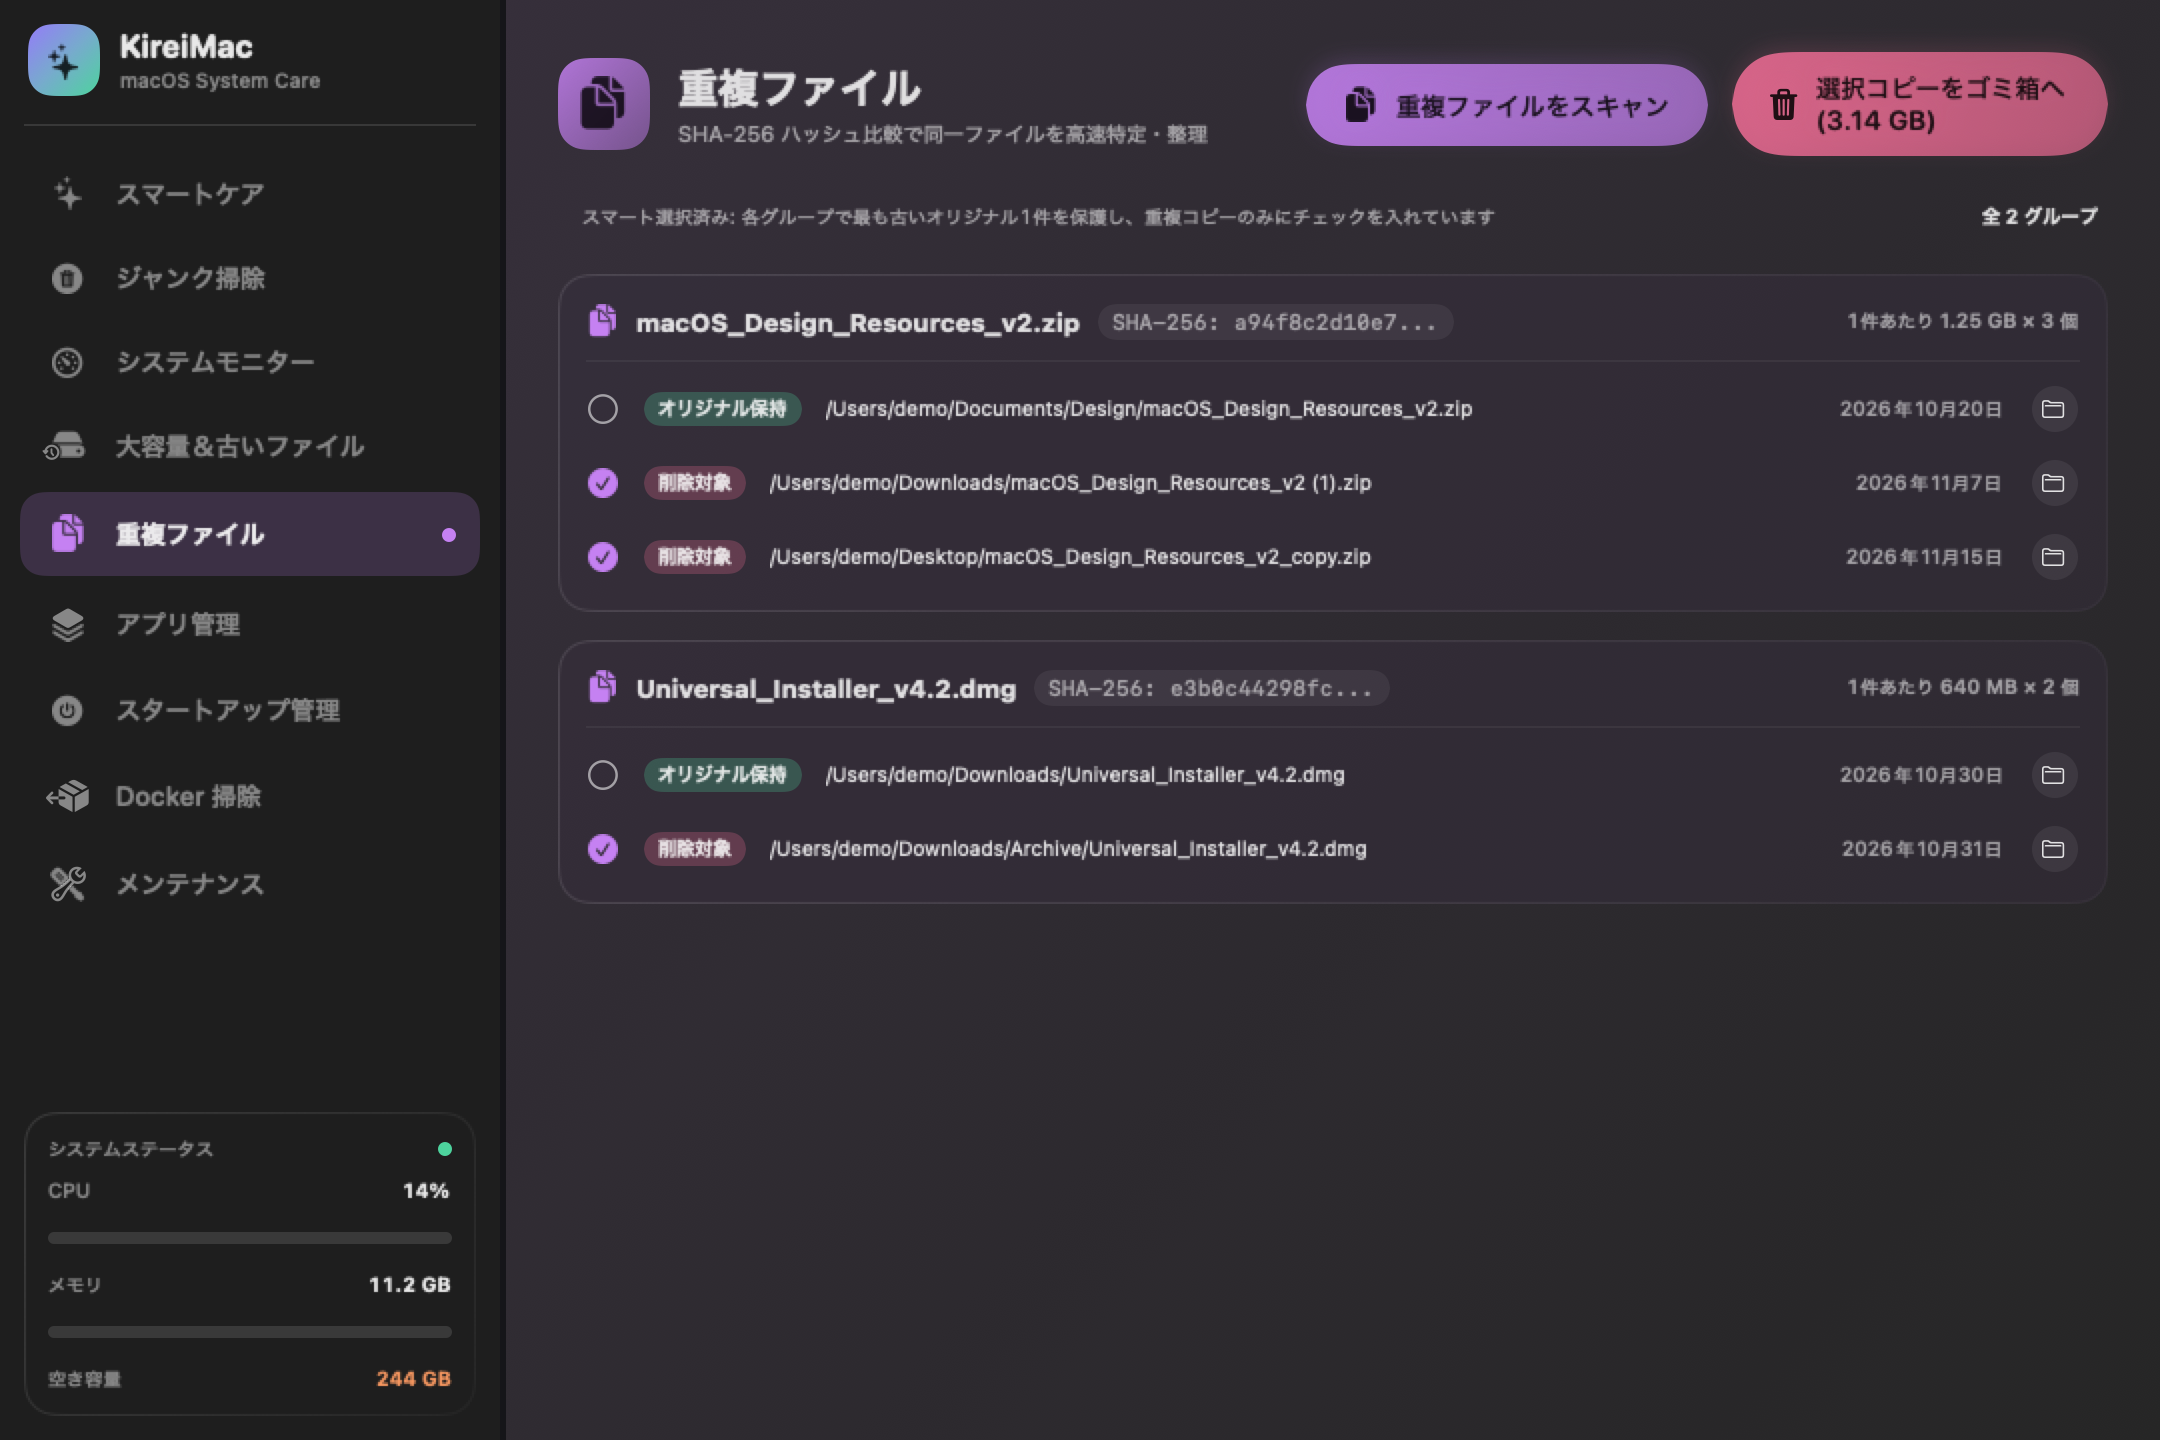 KireiMac
macOS System Care
スマートケア
ジャンク掃除
システムモニター
大容量&古いファイル
重複ファイル
アプリ管理
スタートアップ管理
Docker 掃除
メンテナンス
システムステータス
CPU 14%
メモリ 11.2 GB
空き容量 244 GB
重複ファイル
SHA-256 ハッシュ比較で同一ファイルを高速特定・整理
重複ファイルをスキャン
選択コピーをゴミ箱へ
(3.14 GB)
スマート選択済み: 各グループで最も古いオリジナル1件を保護し、重複コピーのみにチェックを入れています 全 2 グループ
macOS_Design_Resources_v2.zip SHA-256: a94f8c2d10e7... 1件あたり 1.25 GB × 3 個
オリジナル保持 /Users/demo/Documents/Design/macOS_Design_Resources_v2.zip 2026年10月20日
削除対象 /Users/demo/Downloads/macOS_Design_Resources_v2 (1).zip 2026年11月7日
削除対象 /Users/demo/Desktop/macOS_Design_Resources_v2_copy.zip 2026年11月15日
Universal_Installer_v4.2.dmg SHA-256: e3b0c44298fc... 1件あたり 640 MB × 2 個
オリジナル保持 /Users/demo/Downloads/Universal_Installer_v4.2.dmg 2026年10月30日
削除対象 /Users/demo/Downloads/Archive/Universal_Installer_v4.2.dmg 2026年10月31日